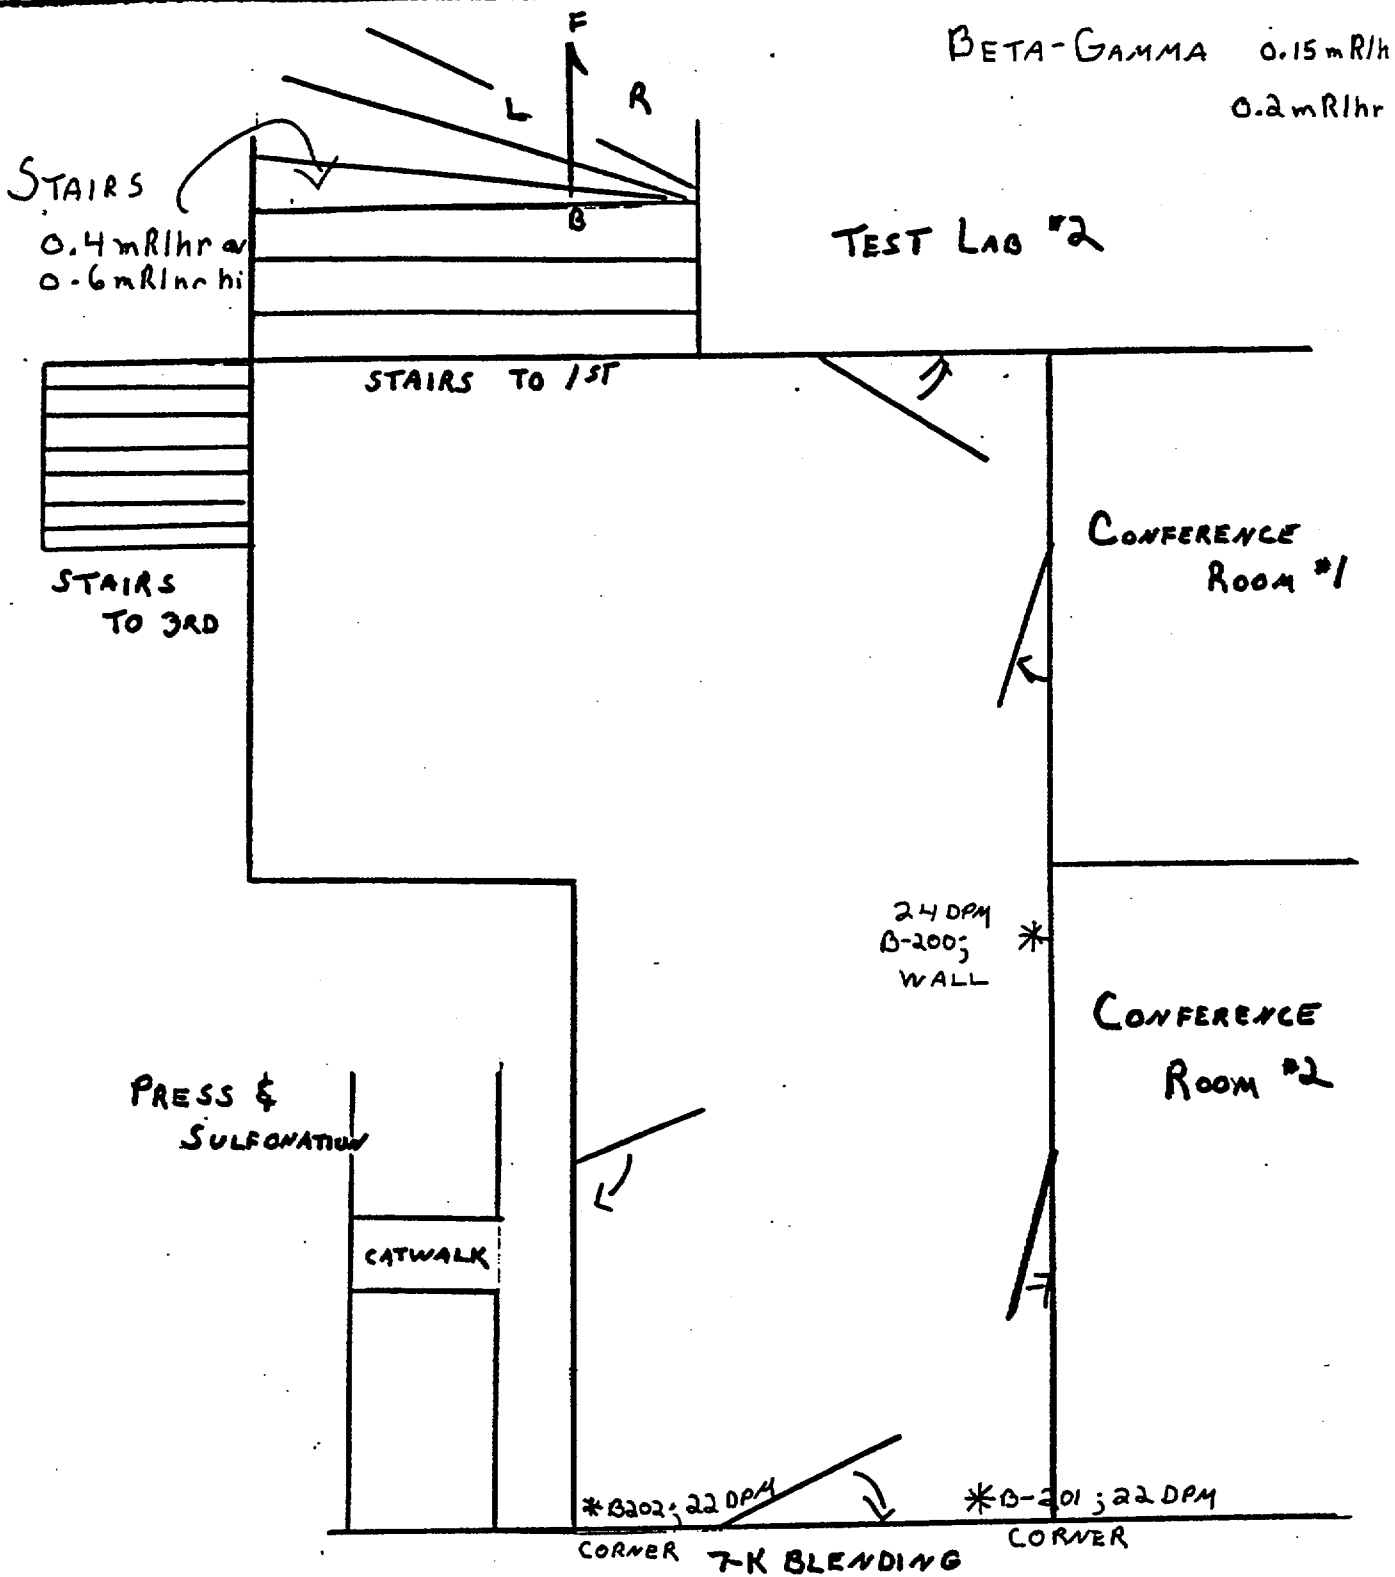 F
BETA-GAMMA 0.15 mR/h
0.2 mR/hr
L
R
STAIRS
0.4 mR/hr av
0.6 mR/hr hi
B
TEST LAB #2
STAIRS TO 1ST
CONFERENCE
ROOM #1
STAIRS
TO 3RD
24 DPM
B-200;
WALL
CONFERENCE
ROOM #2
PRESS &
SULFONATION
CATWALK
*B202; 22 DPM
*B-201; 22 DPM
CORNER
CORNER
7-K BLENDING